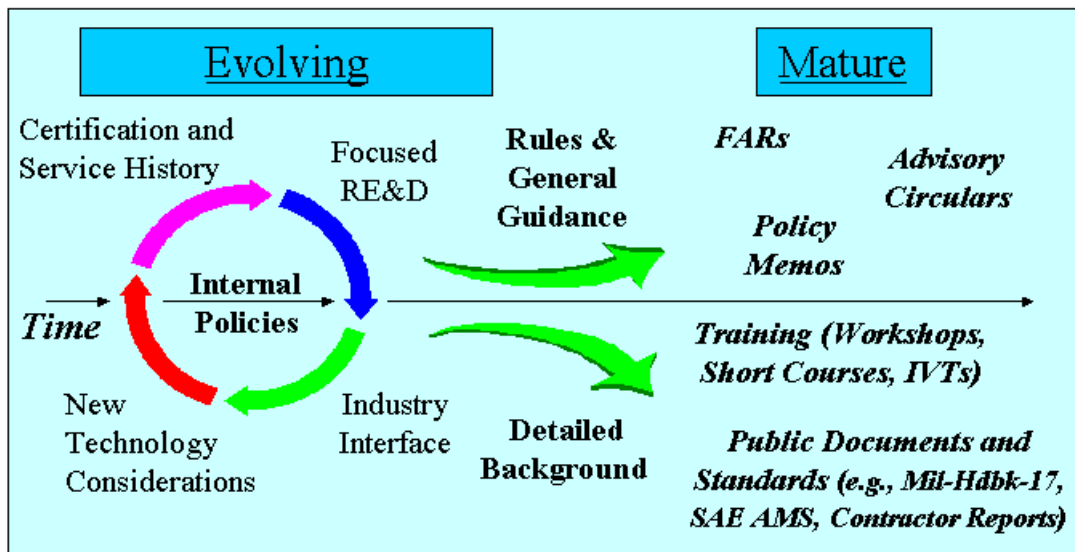 Evolving
Mature
Certification and
Service History
Focused
RE&D
Rules &
General
Guidance
FARs
Advisory
Circulars
Policy
Memos
Internal
Policies
Time
Training (Workshops,
Short Courses, IVTs)
New
Technology
Considerations
Industry
Interface
Detailed
Background
Public Documents and
Standards (e.g., Mil-Hdbk-17,
SAE AMS, Contractor Reports)